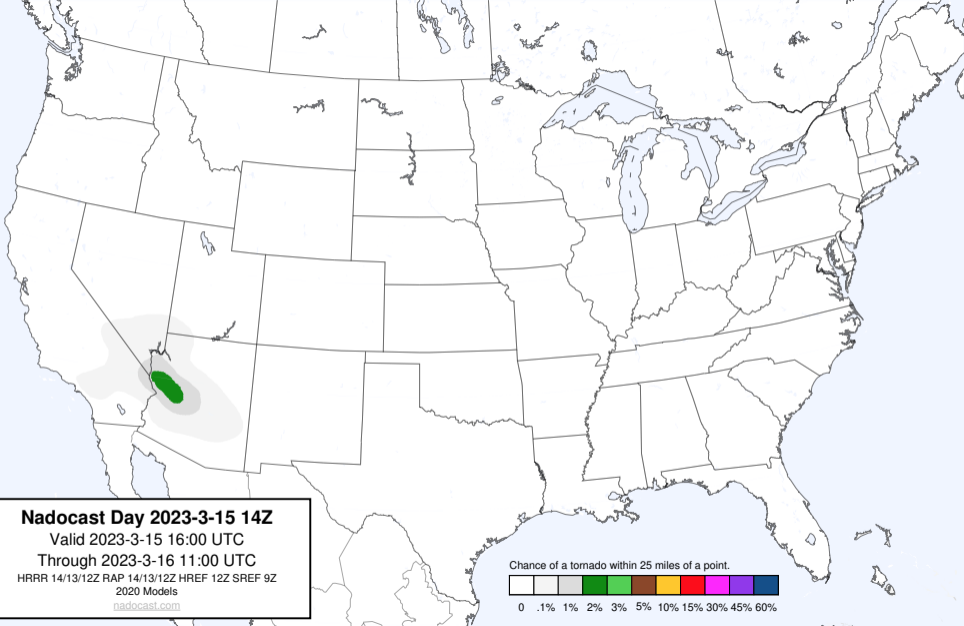 Nadocast Day 2023-3-15 14Z
Valid 2023-3-15 16:00 UTC
Through 2023-3-16 11:00 UTC
HRRR 14/13/12Z RAP 14/13/12Z HREF 12Z SREF 9Z
2020 Models
nadocast.com
Chance of a tornado within 25 miles of a point.
0 .1% 1% 2% 3% 5% 10% 15% 30% 45% 60%